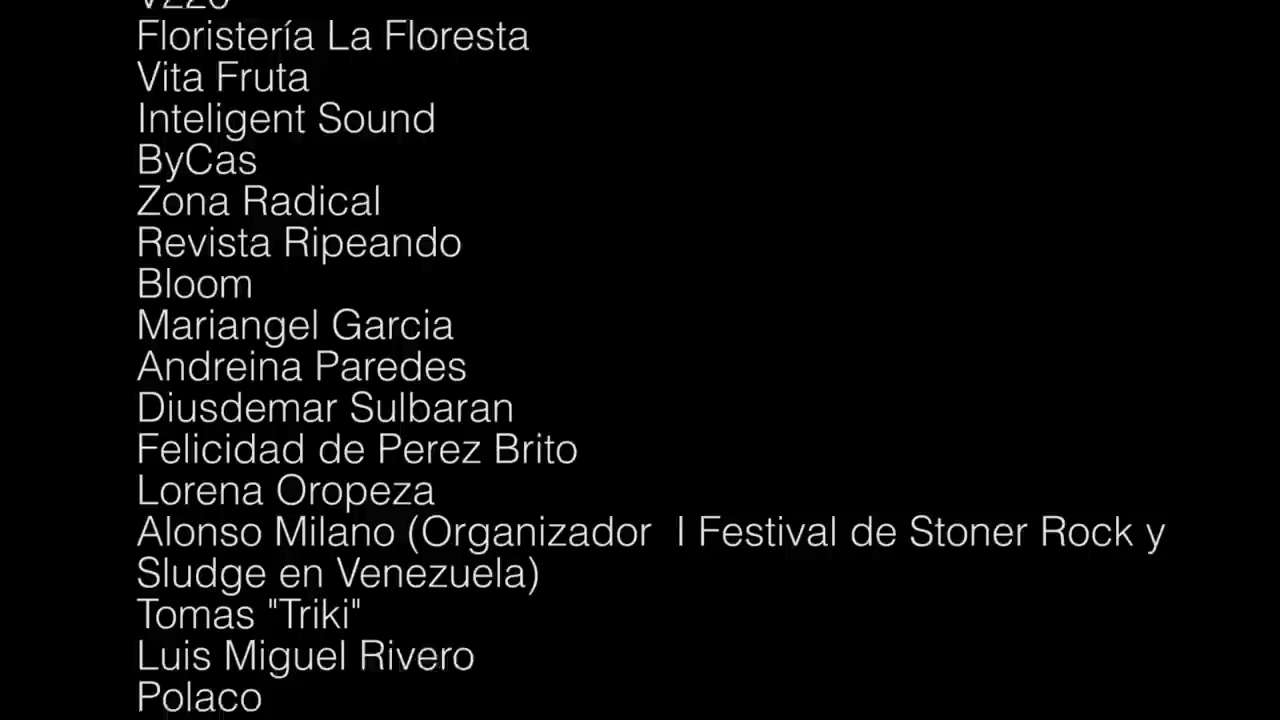 Floristería La Floresta
Vita Fruta
Inteligent Sound
ByCas
Zona Radical
Revista Ripeando
Bloom
Mariangel Garcia
Andreina Paredes
Diusdemar Sulbaran
Felicidad de Perez Brito
Lorena Oropeza
Alonso Milano (Organizador  I Festival de Stoner Rock y
Sludge en Venezuela)
Tomas "Triki"
Luis Miguel Rivero
Polaco